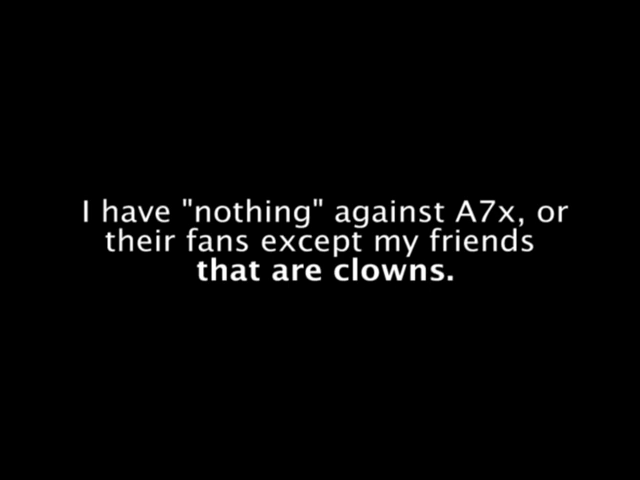 I have "nothing" against A7x, or
their fans except my friends
that are clowns.